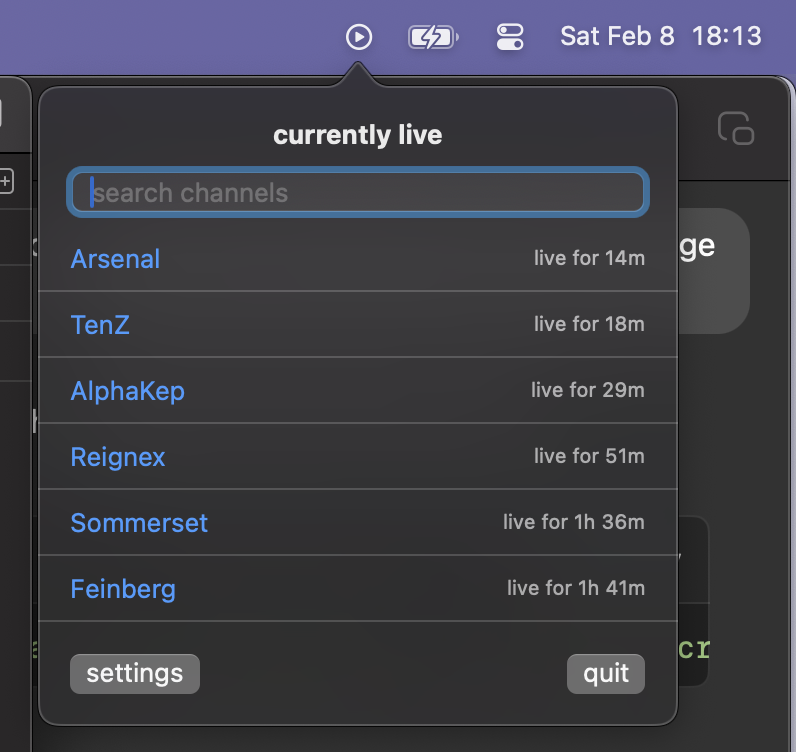 Sat Feb 8 18:13
currently live
search channels
ge
Arsenal live for 14m
TenZ live for 18m
AlphaKep live for 29m
Reignex live for 51m
Sommerset live for 1h 36m
Feinberg live for 1h 41m
cr
settings quit